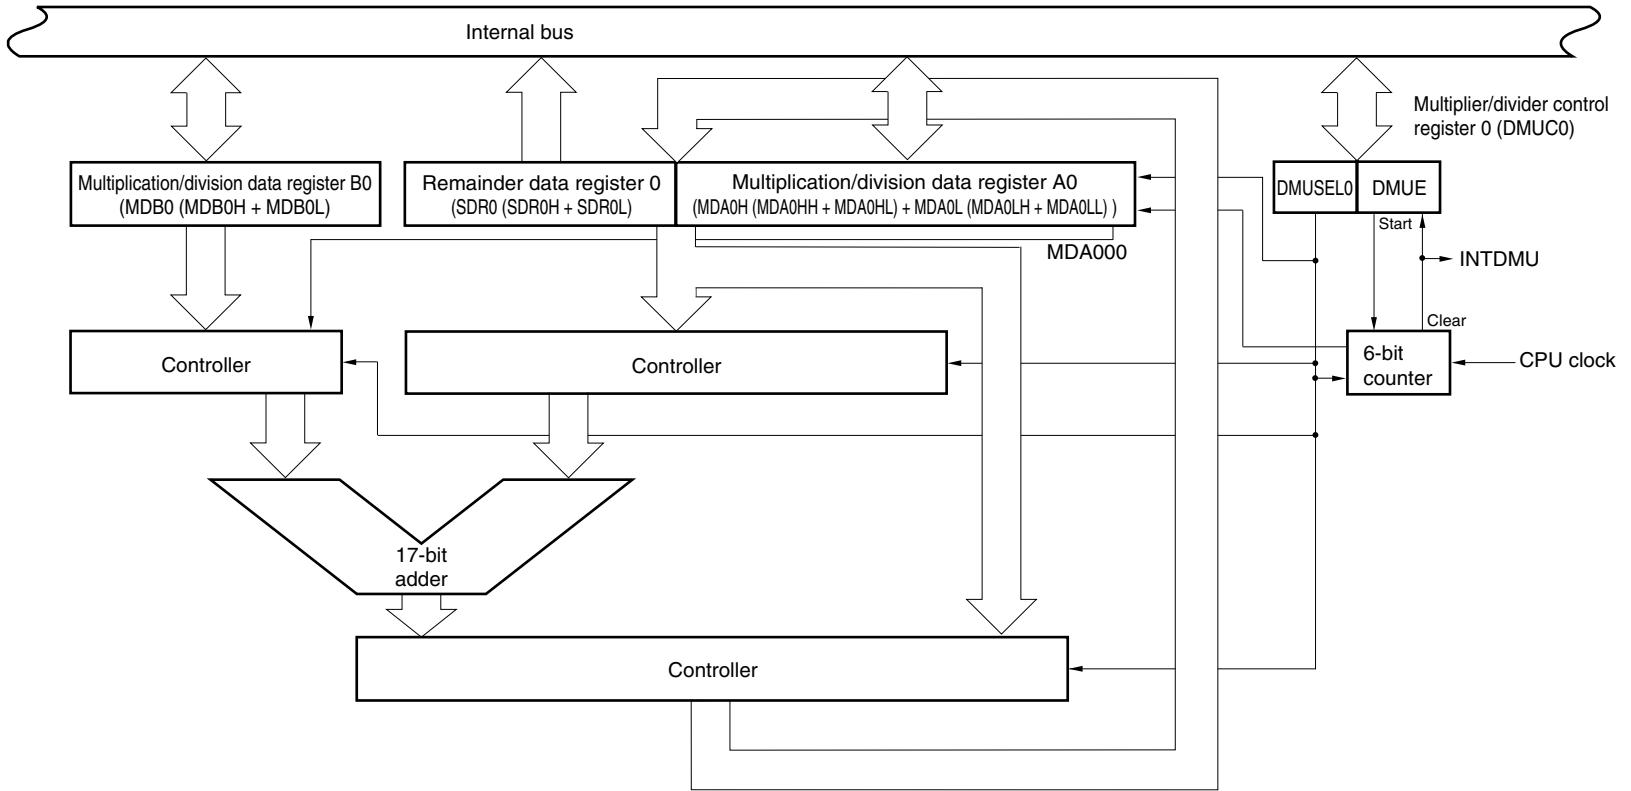 Internal bus
Multiplier/divider control
register 0 (DMUC0)
Multiplication/division data register B0
(MDB0 (MDB0H + MDB0L)
Remainder data register 0
(SDR0 (SDR0H + SDR0L)
Multiplication/division data register A0
(MDA0H (MDA0HH + MDA0HL) + MDA0L (MDA0LH + MDA0LL) )
DMUSEL0
DMUE
Start
MDA000
INTDMU
Clear
Controller
Controller
6-bit
counter
CPU clock
17-bit
adder
Controller